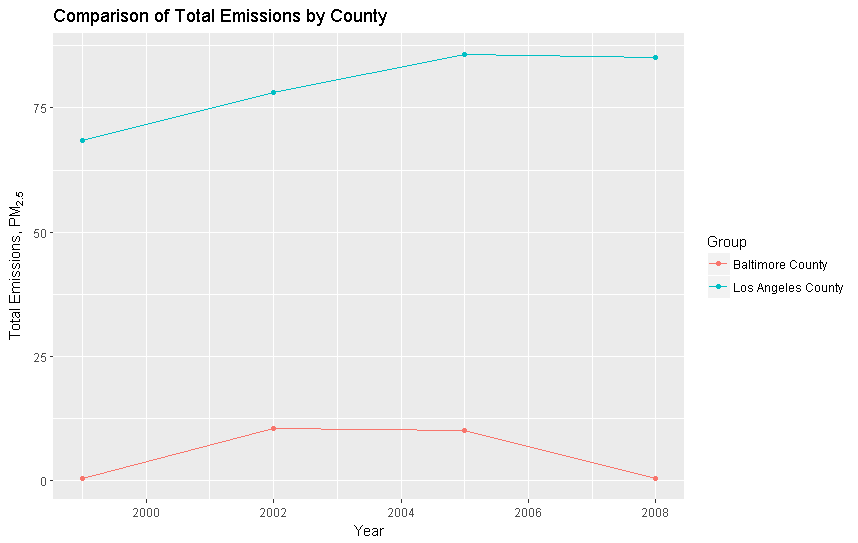 Comparison of Total Emissions by County
Total Emissions, PM2.5
75
50
25
0
2000 2002 2004 2006 2008
Year
Group
Baltimore County
Los Angeles County